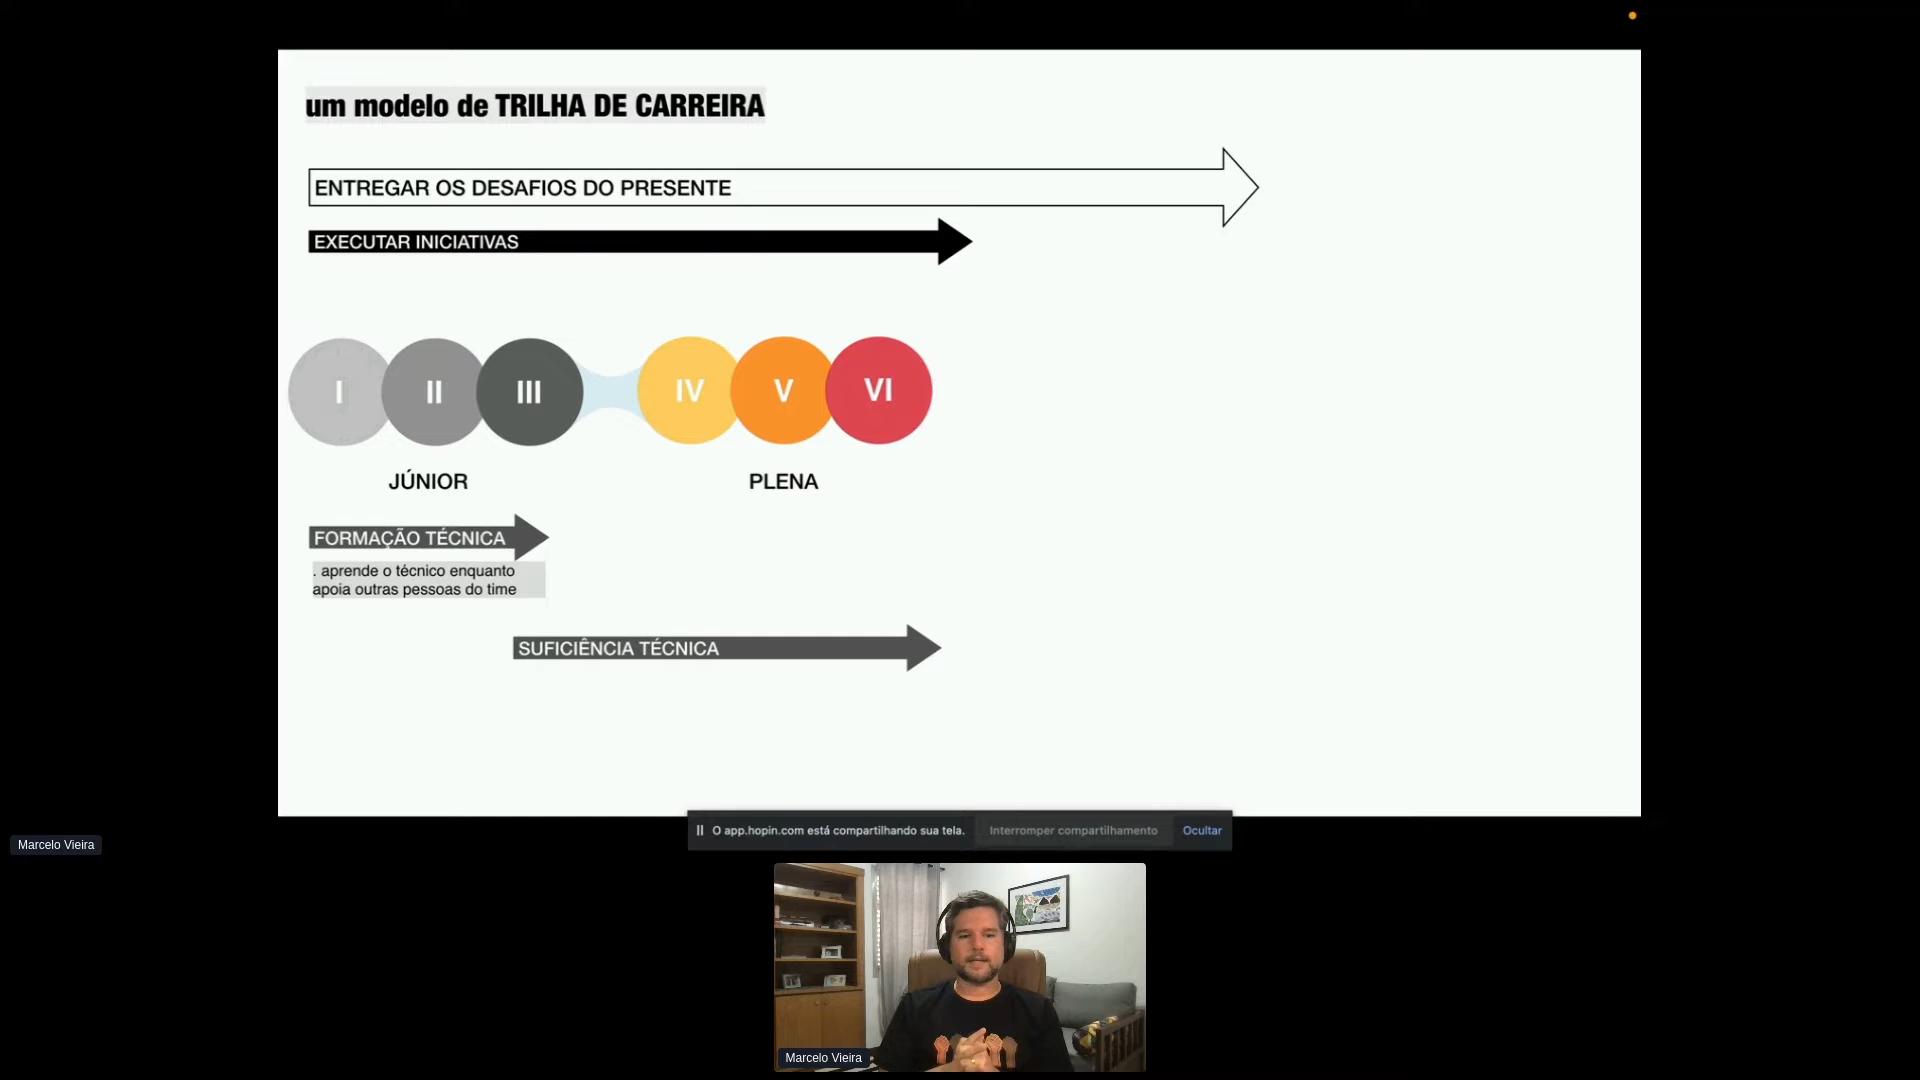 um modelo de TRILHA DE CARREIRA
ENTREGAR OS DESAFIOS DO PRESENTE
EXECUTAR INICIATIVAS
I II III IV V VI
JÚNIOR PLENA
FORMAÇÃO TÉCNICA
. aprende o técnico enquanto
apoia outras pessoas do time
SUFICIÊNCIA TÉCNICA
O app.hopin.com está compartilhando sua tela. Interromper compartilhamento Ocultar
Marcelo Vieira
Marcelo Vieira